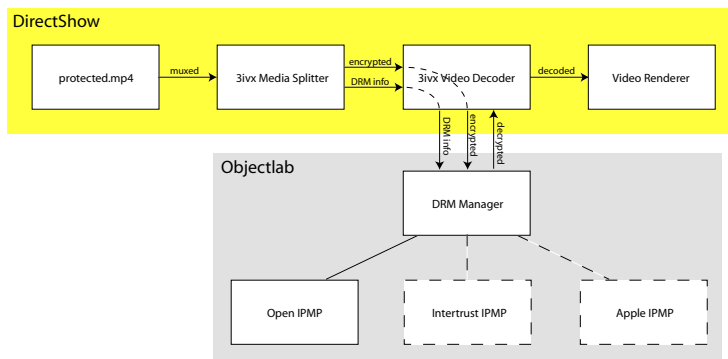 DirectShow
protected.mp4
muxed
3ivx Media Splitter
encrypted
DRM info
3ivx Video Decoder
decoded
Video Renderer
DRM info
encrypted
decrypted
Objectlab
DRM Manager
Open IPMP
Intertrust IPMP
Apple IPMP